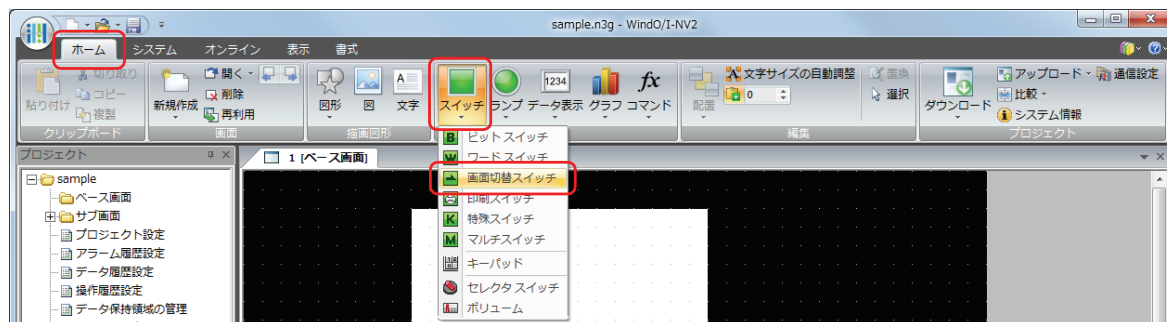 sample.n3g - WindO/I-NV2
ホーム システム オンライン 表示 書式
切り取り 開く 文字サイズの自動調整 置換 アップロード 通信設定
コピー 削除 1234 fx 0 選択 比較
貼り付け 複製 新規作成 再利用 図形 図 文字 スイッチ ランプ データ表示 グラフ コマンド 配置 ダウンロード システム情報
クリップボード 画面 描画図形 編集 プロジェクト
プロジェクト 1 [ベース画面]
sample
ベース画面
サブ画面
プロジェクト設定
アラーム履歴設定
データ履歴設定
操作履歴設定
データ保持領域の管理
B ビット スイッチ
W ワード スイッチ
画面切替スイッチ
印刷スイッチ
K 特殊スイッチ
M マルチスイッチ
キーパッド
セレクタ スイッチ
ボリューム